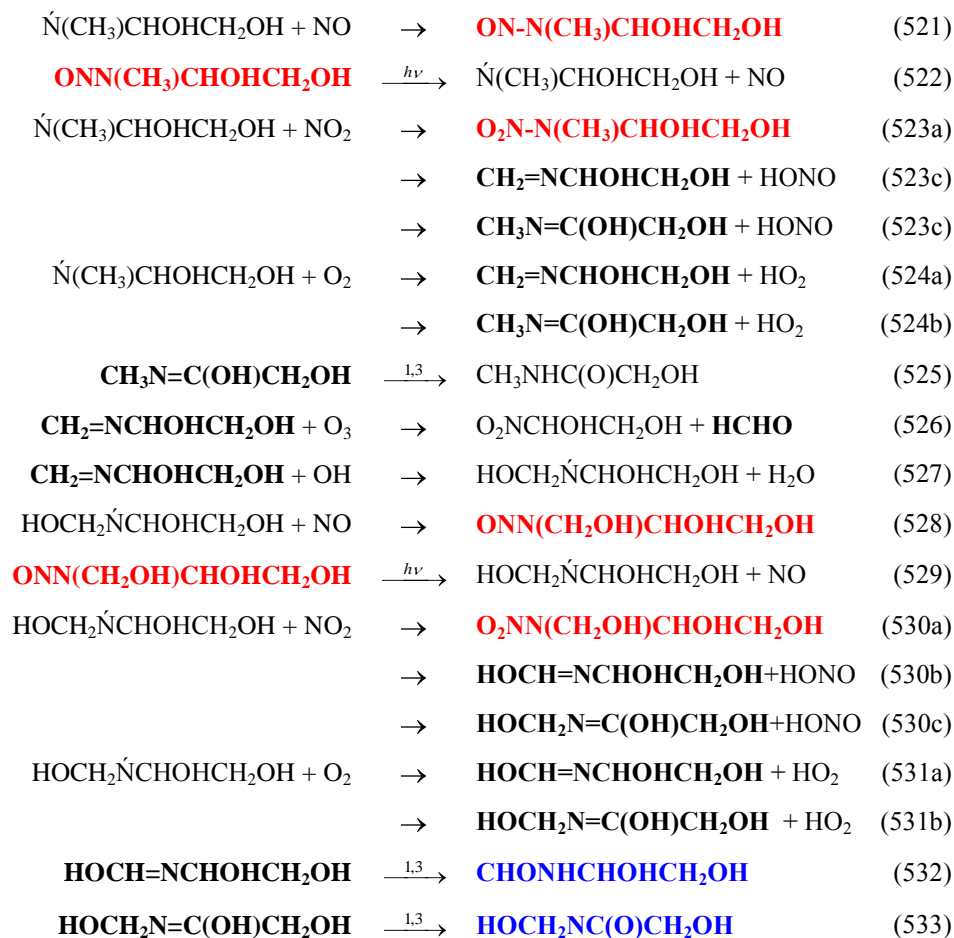 Ń(CH₃)CHOHCH₂OH + NO → ON-N(CH₃)CHOHCH₂OH (521)
ONN(CH₃)CHOHCH₂OH hν→ Ń(CH₃)CHOHCH₂OH + NO (522)
Ń(CH₃)CHOHCH₂OH + NO₂ → O₂N-N(CH₃)CHOHCH₂OH (523a)
→ CH₂=NCHOHCH₂OH + HONO (523c)
→ CH₃N=C(OH)CH₂OH + HONO (523c)
Ń(CH₃)CHOHCH₂OH + O₂ → CH₂=NCHOHCH₂OH + HO₂ (524a)
→ CH₃N=C(OH)CH₂OH + HO₂ (524b)
CH₃N=C(OH)CH₂OH 1,3→ CH₃NHC(O)CH₂OH (525)
CH₂=NCHOHCH₂OH + O₃ → O₂NCHOHCH₂OH + HCHO (526)
CH₂=NCHOHCH₂OH + OH → HOCH₂ŃCHOHCH₂OH + H₂O (527)
HOCH₂ŃCHOHCH₂OH + NO → ONN(CH₂OH)CHOHCH₂OH (528)
ONN(CH₂OH)CHOHCH₂OH hν→ HOCH₂ŃCHOHCH₂OH + NO (529)
HOCH₂ŃCHOHCH₂OH + NO₂ → O₂NN(CH₂OH)CHOHCH₂OH (530a)
→ HOCH=NCHOHCH₂OH+HONO (530b)
→ HOCH₂N=C(OH)CH₂OH+HONO (530c)
HOCH₂ŃCHOHCH₂OH + O₂ → HOCH=NCHOHCH₂OH + HO₂ (531a)
→ HOCH₂N=C(OH)CH₂OH + HO₂ (531b)
HOCH=NCHOHCH₂OH 1,3→ CHONHCHOHCH₂OH (532)
HOCH₂N=C(OH)CH₂OH 1,3→ HOCH₂NC(O)CH₂OH (533)